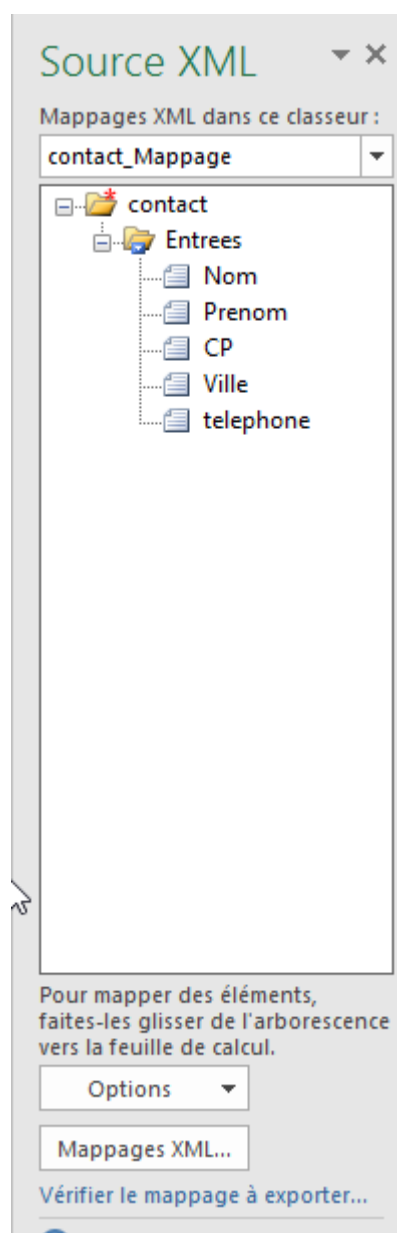 Source XML
Mappages XML dans ce classeur :
contact_Mappage
contact
Entrees
Nom
Prenom
CP
Ville
telephone
Pour mapper des éléments,
faites-les glisser de l'arborescence
vers la feuille de calcul.
Options
Mappages XML...
Vérifier le mappage à exporter...